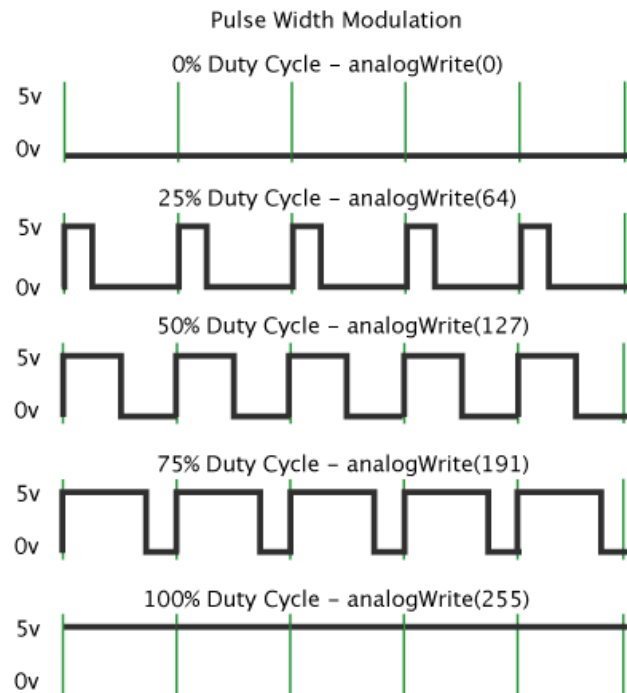 Pulse Width Modulation
0% Duty Cycle – analogWrite(0)
5v
0v
25% Duty Cycle – analogWrite(64)
5v
0v
50% Duty Cycle – analogWrite(127)
5v
0v
75% Duty Cycle – analogWrite(191)
5v
0v
100% Duty Cycle – analogWrite(255)
5v
0v